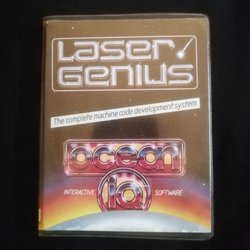 LASER
GENIUS
The complete machine code development system
ocean
IQ
INTERACTIVE SOFTWARE